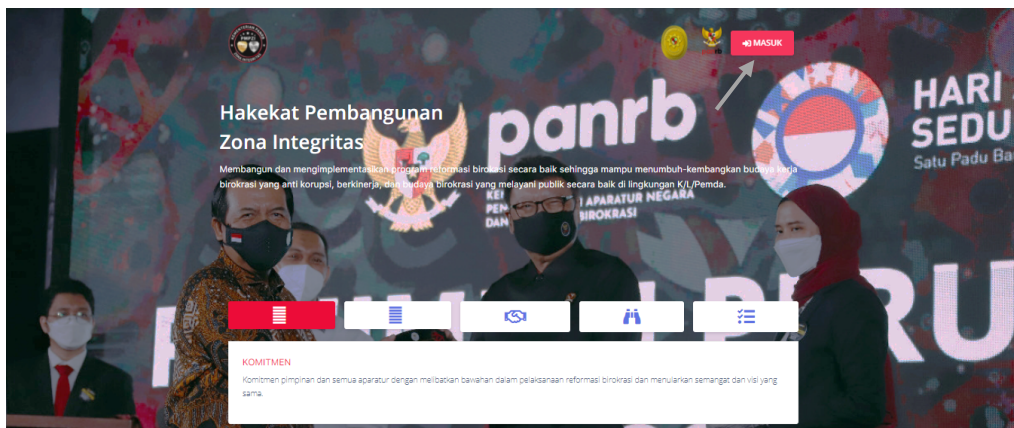 MASUK
Hakekat Pembangunan
Zona Integritas
Membangun dan mengimplementasikan program reformasi birokasi secara baik sehingga mampu menumbuh-kembangkan budaya kerja
birokrasi yang anti korupsi, berkinerja, dan budaya birokrasi yang melayani publik secara baik di lingkungan K/L/Pemda.
panrb
APARATUR NEGARA
BIROKRASI
HARI
SEDU
Satu Padu Ba
KOMITMEN
Komitmen pimpinan dan semua aparatur dengan melibatkan bawahan dalam pelaksanaan reformasi birokrasi dan menularkan semangat dan visi yang
sama.